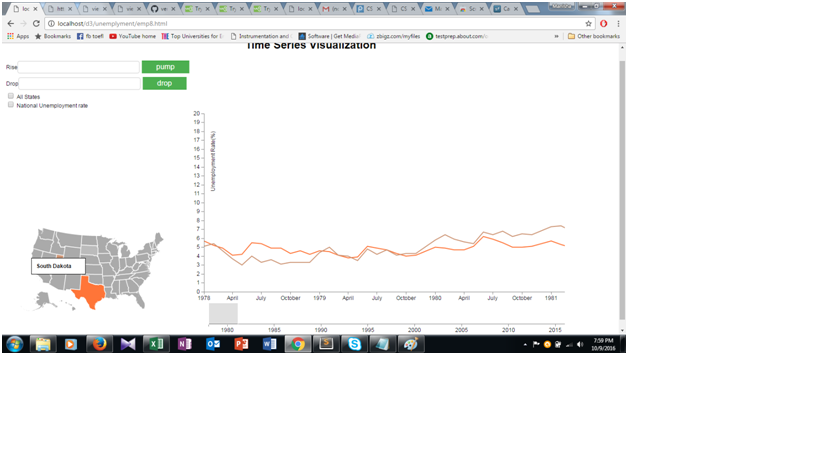 localhost/d3/unemplyment/emp8.html
Apps Bookmarks fb toefl YouTube home Top Universities for Instrumentation and Software | Get Media zbigz.com/myfiles testprep.about.com Other bookmarks
Time Series Visualization
Rise pump
Drop drop
All States
National Unemployment rate
Unemployment Rate(%)
20
19
18
17
16
15
14
13
12
11
10
9
8
7
6
5
4
3
2
1
0
South Dakota
1978 April July October 1979 April July October 1980 April July October 1981
1980 1985 1990 1995 2000 2005 2010 2015
7:59 PM
10/9/2016